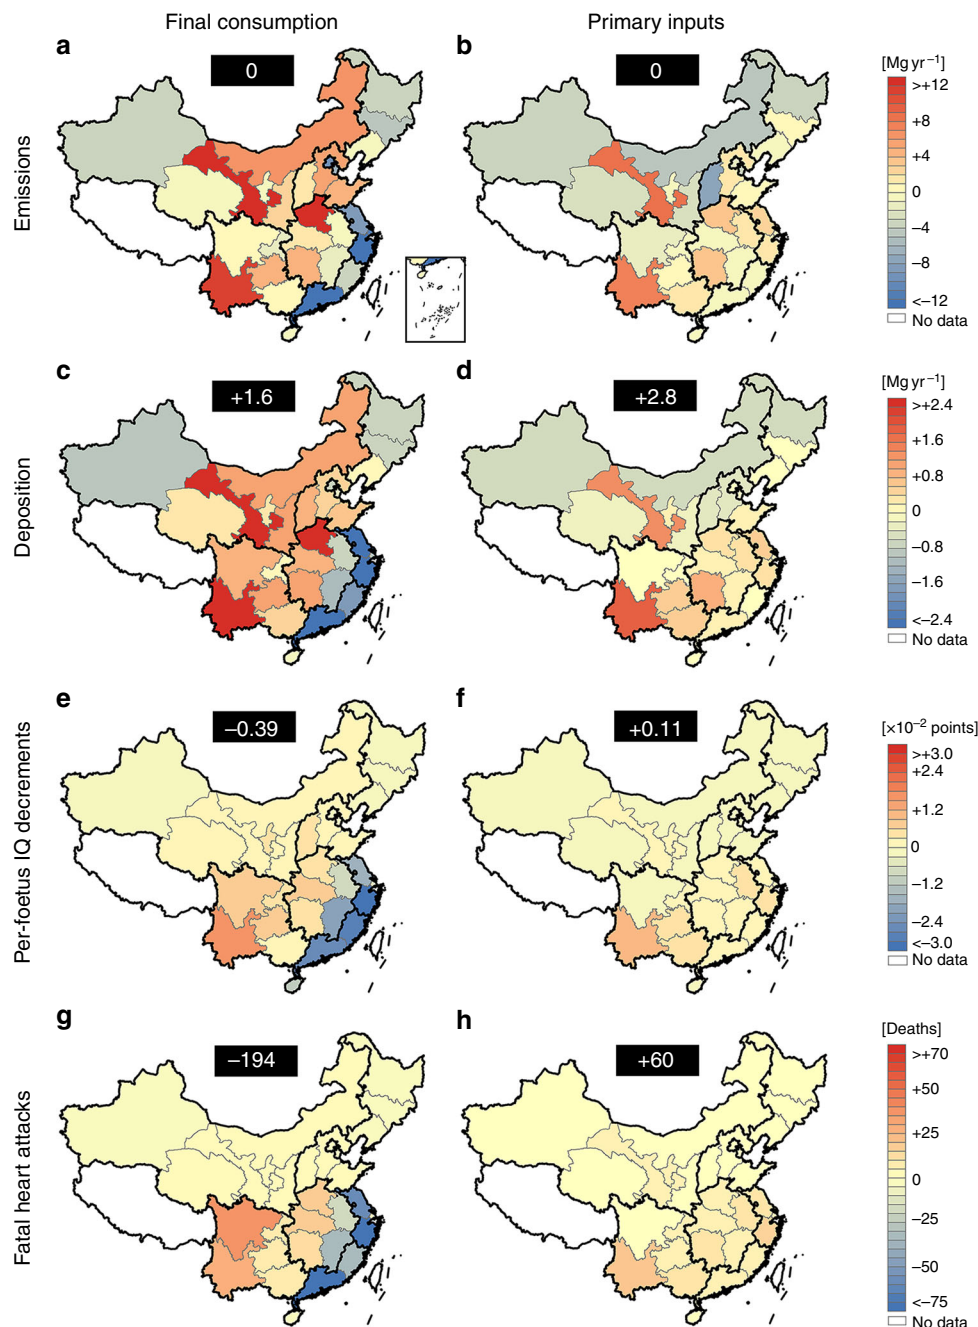 Final consumption
Primary inputs
a
b
0
0
[Mg yr−1]
>+12
+8
+4
0
−4
−8
<−12
No data
Emissions
c
d
+1.6
+2.8
[Mg yr−1]
>+2.4
+1.6
+0.8
0
−0.8
−1.6
<−2.4
No data
Deposition
e
f
−0.39
+0.11
[×10−2 points]
>+3.0
+2.4
+1.2
0
−1.2
−2.4
<−3.0
No data
Per-foetus IQ decrements
g
h
−194
+60
[Deaths]
>+70
+50
+25
0
−25
−50
<−75
No data
Fatal heart attacks